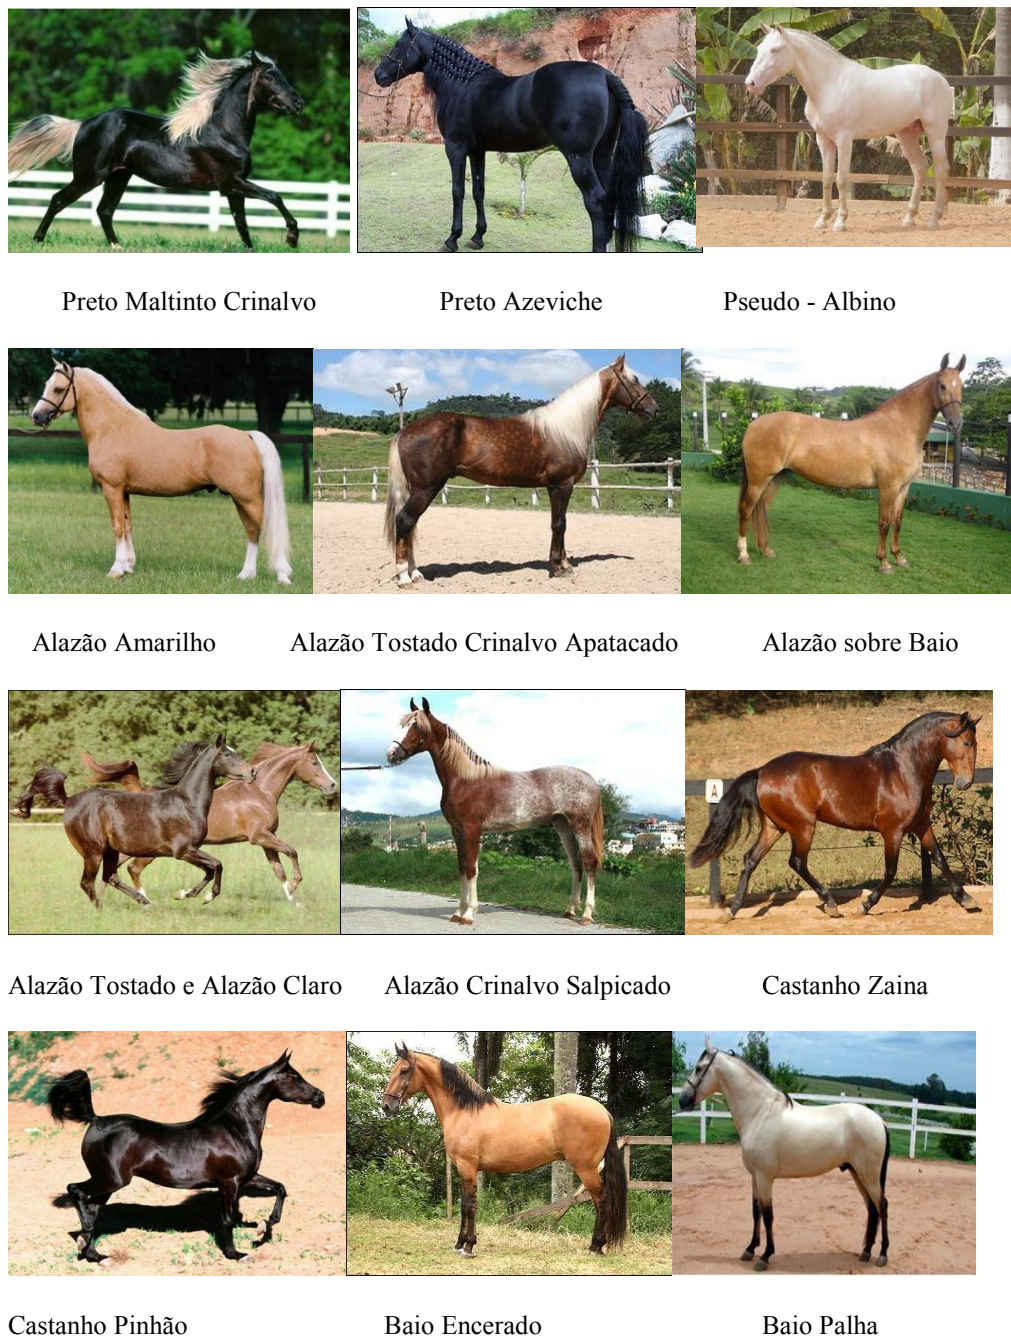 Preto Maltinto Crinalvo Preto Azeviche Pseudo - Albino
Alazão Amarilho Alazão Tostado Crinalvo Apatacado Alazão sobre Baio
A
Alazão Tostado e Alazão Claro Alazão Crinalvo Salpicado Castanho Zaina
Castanho Pinhão Baio Encerado Baio Palha